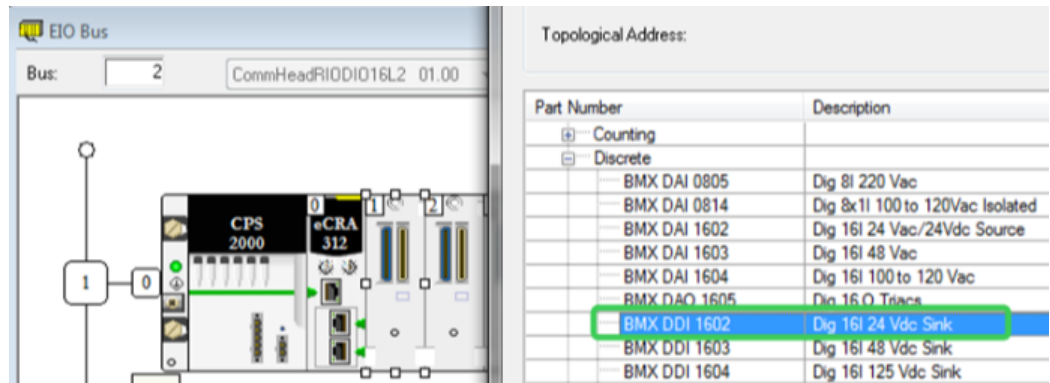 EIO Bus
Bus: 2 CommHeadRIODIO16L2 01.00
0 1 2
CPS 2000
eCRA 312
1 0
Topological Address:
Part Number Description
Counting
Discrete
BMX DAI 0805 Dig 8I 220 Vac
BMX DAI 0814 Dig 8x1I 100 to 120Vac Isolated
BMX DAI 1602 Dig 16I 24 Vac/24Vdc Source
BMX DAI 1603 Dig 16I 48 Vac
BMX DAI 1604 Dig 16I 100 to 120 Vac
BMX DAO 1605 Dig 16 O Triacs
BMX DDI 1602 Dig 16I 24 Vdc Sink
BMX DDI 1603 Dig 16I 48 Vdc Sink
BMX DDI 1604 Dig 16I 125 Vdc Sink